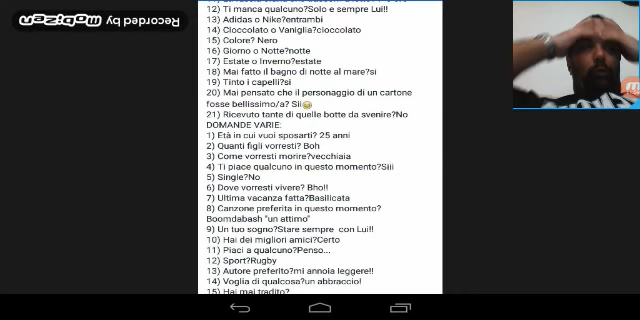 12) Ti manca qualcuno?Solo e sempre Lui!!
13) Adidas o Nike?entrambi
14) Cioccolato o Vaniglia?cioccolato
15) Colore? Nero
16) Giorno o Notte?notte
17) Estate o Inverno?estate
18) Mai fatto il bagno di notte al mare?si
19) Tinto i capelli?si
20) Mai pensato che il personaggio di un cartone
fosse bellissimo/a? Sii😂
21) Ricevuto tante di quelle botte da svenire?No
DOMANDE VARIE:
1) Età in cui vuoi sposarti? 25 anni
2) Quanti figli vorresti? Boh
3) Come vorresti morire?vecchiaia
4) Ti piace qualcuno in questo momento?Siii
5) Single?No
6) Dove vorresti vivere? Bho!!
7) Ultima vacanza fatta?Basilicata
8) Canzone preferita in questo momento?
Boomdabash "un attimo"
9) Un tuo sogno?Stare sempre con Lui!!
10) Hai dei migliori amici?Certo
11) Piaci a qualcuno?Penso...
12) Sport?Rugby
13) Autore preferito?mi annoia leggere!!
14) Voglia di qualcosa?un abbraccio!
15) Hai mai tradito?
Recorded by
mobizen